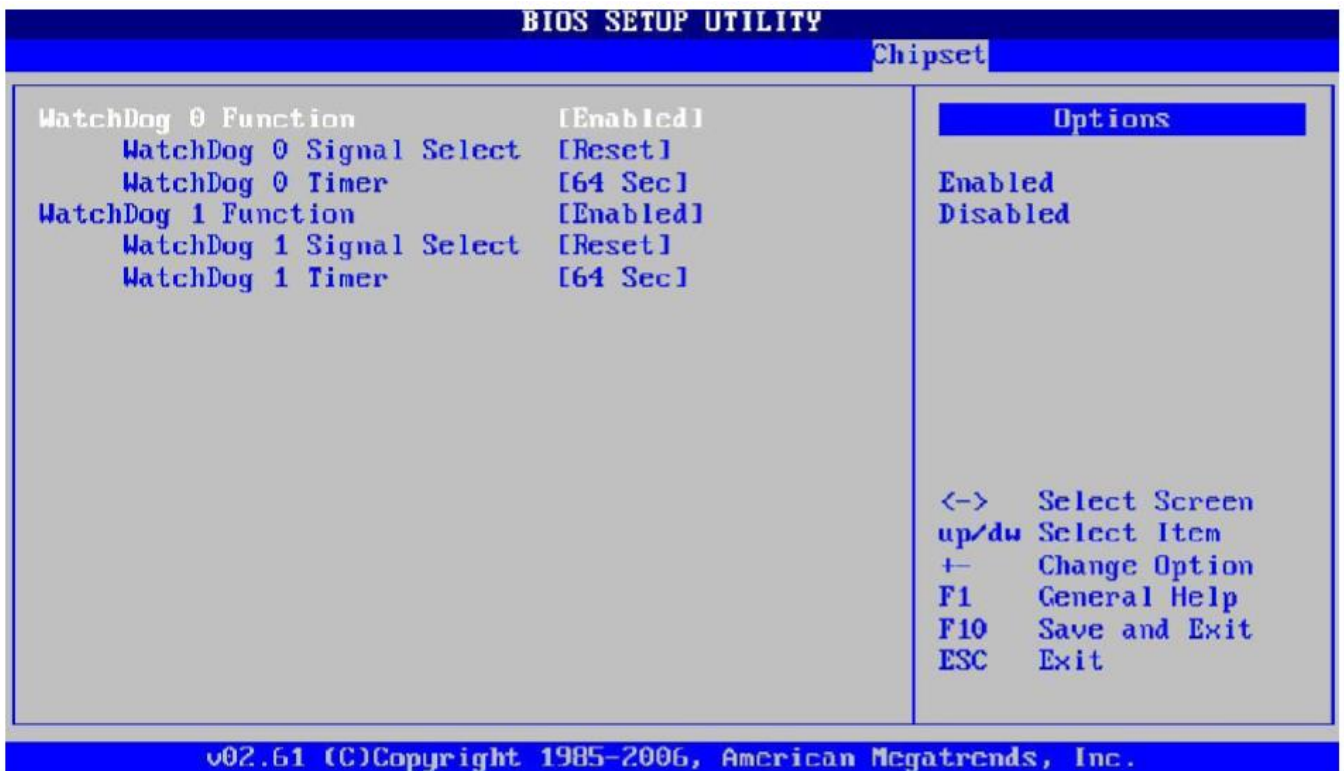 BIOS SETUP UTILITY
Chipset
WatchDog 0 Function [Enabled]
WatchDog 0 Signal Select [Reset]
WatchDog 0 Timer [64 Sec]
WatchDog 1 Function [Enabled]
WatchDog 1 Signal Select [Reset]
WatchDog 1 Timer [64 Sec]
Options
Enabled
Disabled
<-> Select Screen
up/dw Select Item
+- Change Option
F1 General Help
F10 Save and Exit
ESC Exit
v02.61 (C)Copyright 1985-2006, American Megatrends, Inc.